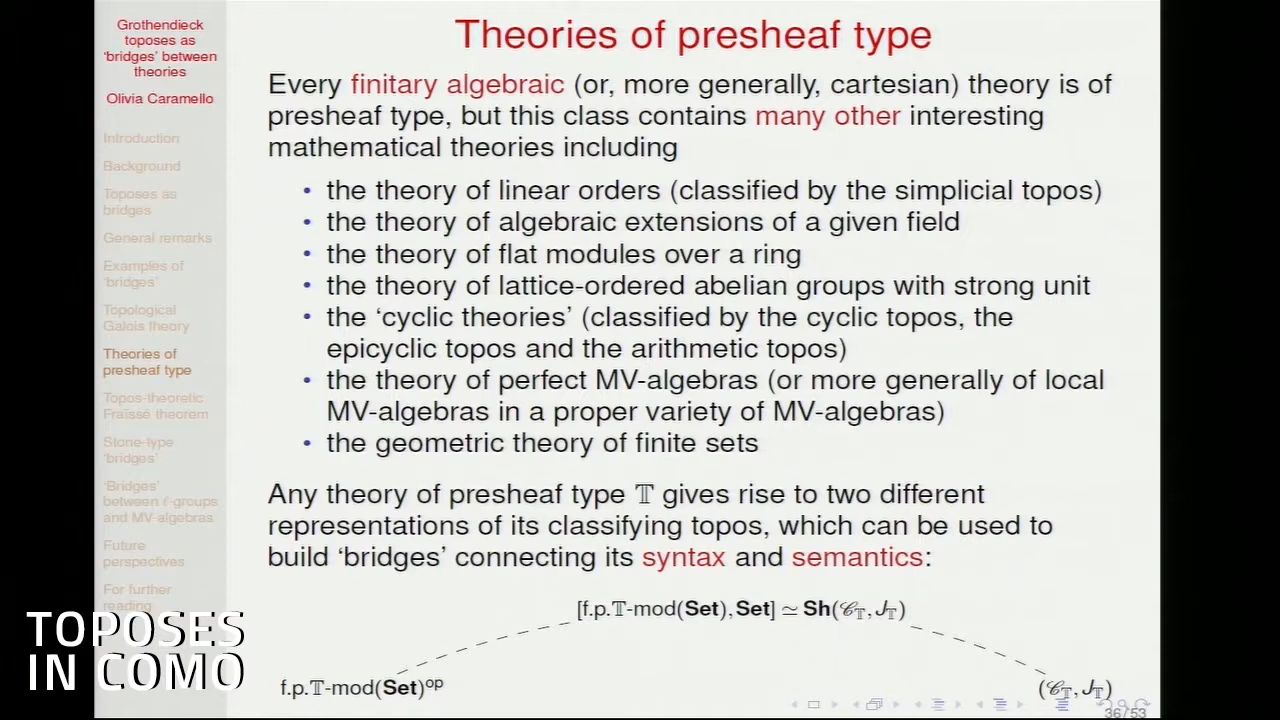 Grothendieck
toposes as
'bridges' between
theories
Olivia Caramello
Introduction
Background
Toposes as
bridges
General remarks
Examples of
'bridges'
Topological
Galois theory
Theories of
presheaf type
Topos-theoretic
Fraïssé theorem
Stone-type
'bridges'
'Bridges'
between ℓ-groups
and MV-algebras
Future
perspectives
For further
reading
TOPOSES
IN COMO
Theories of presheaf type
Every finitary algebraic (or, more generally, cartesian) theory is of
presheaf type, but this class contains many other interesting
mathematical theories including
• the theory of linear orders (classified by the simplicial topos)
• the theory of algebraic extensions of a given field
• the theory of flat modules over a ring
• the theory of lattice-ordered abelian groups with strong unit
• the 'cyclic theories' (classified by the cyclic topos, the
epicyclic topos and the arithmetic topos)
• the theory of perfect MV-algebras (or more generally of local
MV-algebras in a proper variety of MV-algebras)
• the geometric theory of finite sets
Any theory of presheaf type 𝕋 gives rise to two different
representations of its classifying topos, which can be used to
build 'bridges' connecting its syntax and semantics:
[f.p.𝕋-mod(Set), Set] ≃ Sh(𝒞_𝕋, J_𝕋)
f.p.𝕋-mod(Set)^op
(𝒞_𝕋, J_𝕋)
36/53